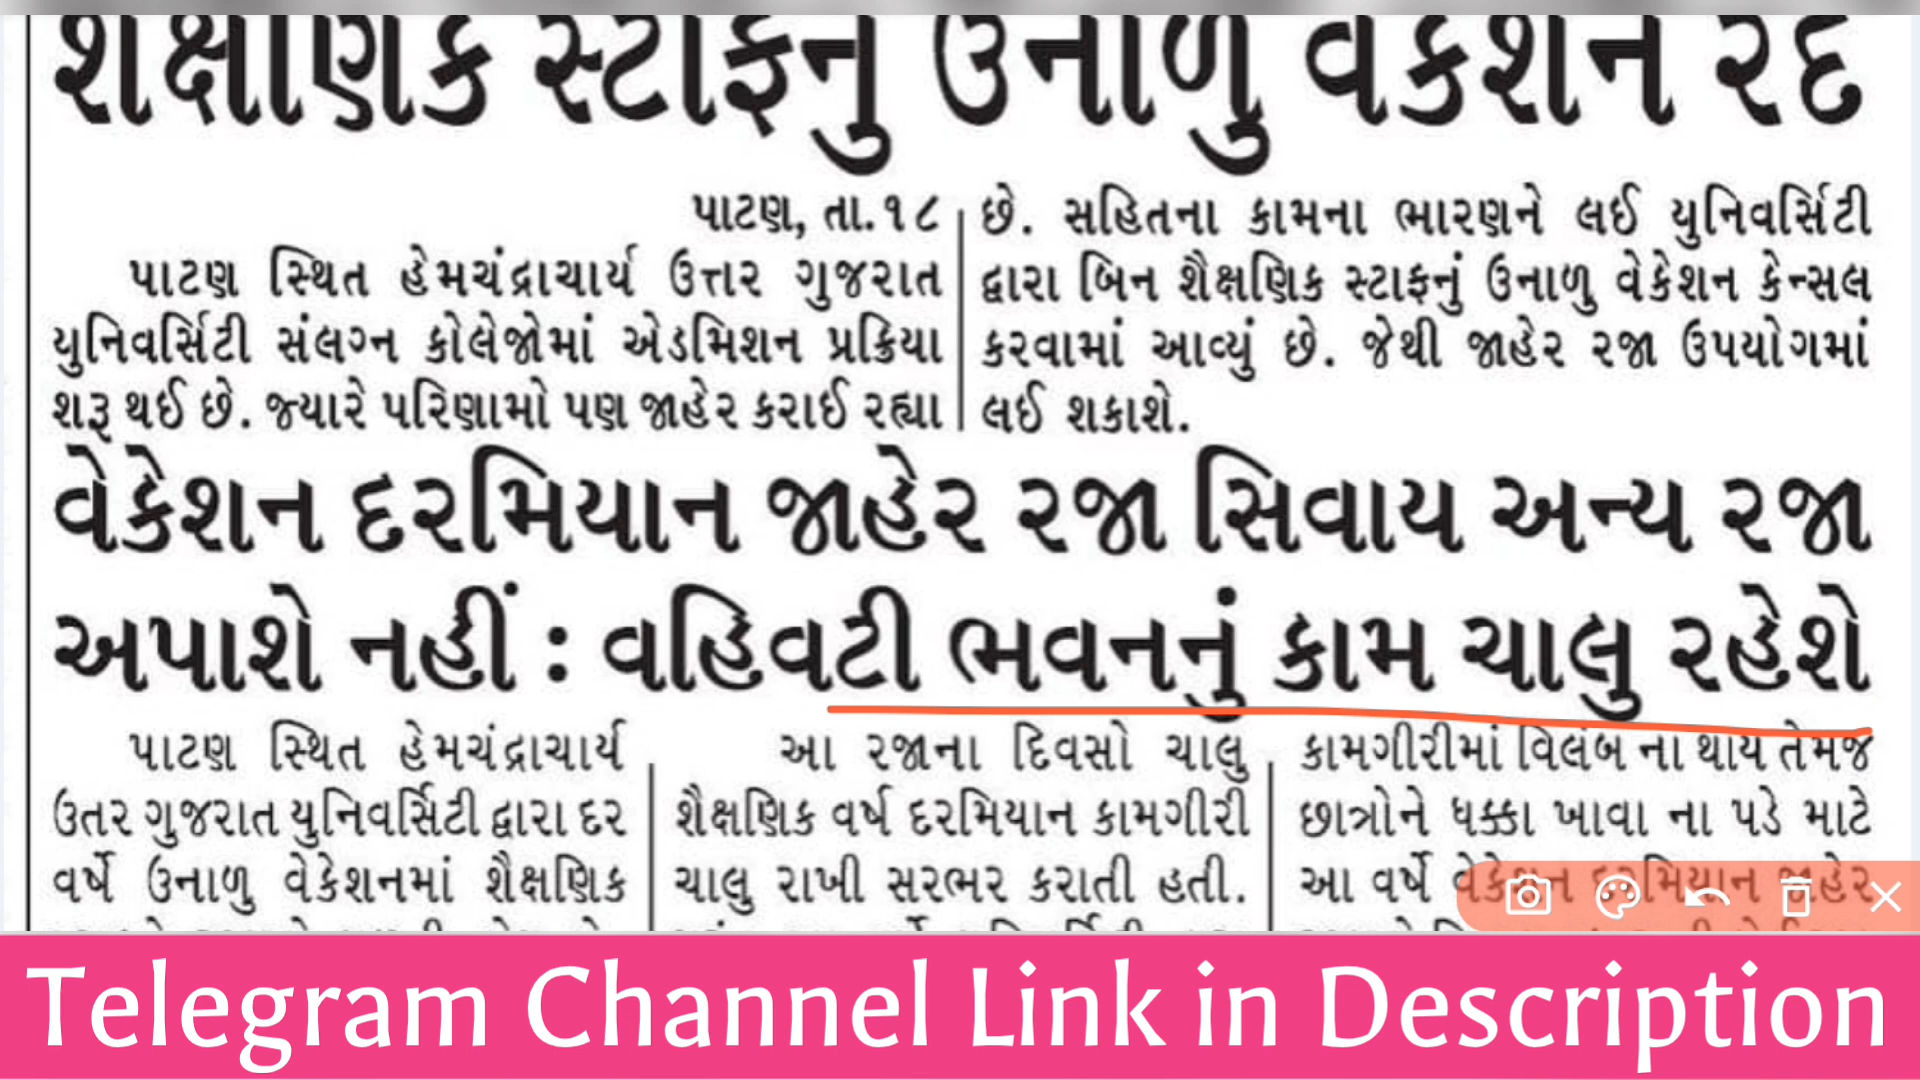 શૈક્ષણિક સ્ટાફનું ઉનાળુ વેકેશન રદ
પાટણ, તા.૧૮
પાટણ સ્થિત હેમચંદ્રાચાર્ય ઉત્તર ગુજરાત
યુનિવર્સિટી સંલગ્ન કોલેજોમાં એડમિશન પ્રક્રિયા
શરૂ થઈ છે. જ્યારે પરિણામો પણ જાહેર કરાઈ રહ્યા
છે. સહિતના કામના ભારણને લઈ યુનિવર્સિટી
દ્વારા બિન શૈક્ષણિક સ્ટાફનું ઉનાળુ વેકેશન કેન્સલ
કરવામાં આવ્યું છે. જેથી જાહેર રજા ઉપયોગમાં
લઈ શકાશે.
વેકેશન દરમિયાન જાહેર રજા સિવાય અન્ય રજા
અપાશે નહીં : વહિવટી ભવનનું કામ ચાલુ રહેશે
પાટણ સ્થિત હેમચંદ્રાચાર્ય
ઉતર ગુજરાત યુનિવર્સિટી દ્વારા દર
વર્ષે ઉનાળુ વેકેશનમાં શૈક્ષણિક
આ રજાના દિવસો ચાલુ
શૈક્ષણિક વર્ષ દરમિયાન કામગીરી
ચાલુ રાખી સરભર કરાતી હતી.
કામગીરીમાં વિલંબ ના થાય તેમજ
છાત્રોને ધક્કા ખાવા ના પડે માટે
આ વર્ષે વેકેશન દરમિયાન જાહેર
Telegram Channel Link in Description